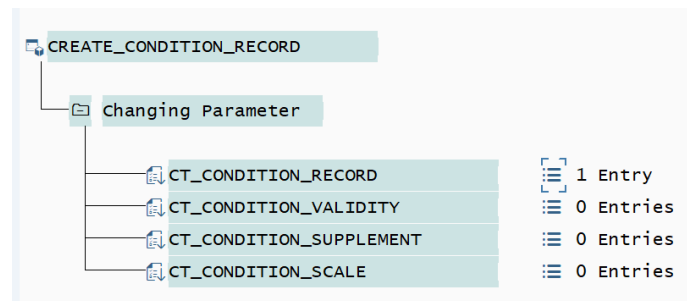 CREATE_CONDITION_RECORD
Changing Parameter
CT_CONDITION_RECORD 1 Entry
CT_CONDITION_VALIDITY 0 Entries
CT_CONDITION_SUPPLEMENT 0 Entries
CT_CONDITION_SCALE 0 Entries